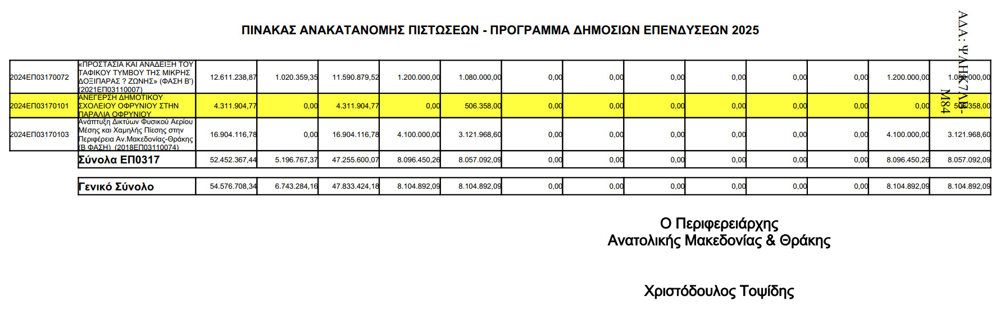 ΑΔΑ: ΨΛΗΚ7ΛΒ-
Μ84
ΠΙΝΑΚΑΣ ΑΝΑΚΑΤΑΝΟΜΗΣ ΠΙΣΤΩΣΕΩΝ - ΠΡΟΓΡΑΜΜΑ ΔΗΜΟΣΙΩΝ ΕΠΕΝΔΥΣΕΩΝ 2025
«ΠΡΟΣΤΑΣΙΑ ΚΑΙ ΑΝΑΔΕΙΞΗ ΤΟΥ
ΤΑΦΙΚΟΥ ΤΥΜΒΟΥ ΤΗΣ ΜΙΚΡΗΣ
2024ΕΠ03170072 ΔΟΞΙΠΑΡΑΣ ? ΖΩΝΗΣ» (ΦΑΣΗ Β') 12.611.238,87 1.020.359,35 11.590.879,52 1.200.000,00 1.080.000,00 0,00 0,00 0,00 0,00 0,00 1.200.000,00 1.080.000,00
(2021ΕΠ03110007)
ΑΝΕΓΕΡΣΗ ΔΗΜΟΤΙΚΟΥ
2024ΕΠ03170101 ΣΧΟΛΕΙΟΥ ΟΦΡΥΝΙΟΥ ΣΤΗΝ 4.311.904,77 0,00 4.311.904,77 0,00 506.358,00 0,00 0,00 0,00 0,00 0,00 0,00 506.358,00
ΠΑΡΑΛΙΑ ΟΦΡΥΝΙΟΥ
Ανάπτυξη Δικτύων Φυσικού Αερίου
Μέσης και Χαμηλής Πίεσης στην
2024ΕΠ03170103 Περιφέρεια Αν.Μακεδονίας-Θράκης 16.904.116,78 0,00 16.904.116,78 4.100.000,00 3.121.968,60 0,00 0,00 0,00 0,00 0,00 4.100.000,00 3.121.968,60
(Β ΦΑΣΗ) (2018ΕΠ03110074)
Σύνολα ΕΠ0317 52.452.367,44 5.196.767,37 47.255.600,07 8.096.450,26 8.057.092,09 0,00 0,00 0,00 0,00 0,00 8.096.450,26 8.057.092,09
Γενικό Σύνολο 54.576.708,34 6.743.284,16 47.833.424,18 8.104.892,09 8.104.892,09 0,00 0,00 0,00 0,00 0,00 8.104.892,09 8.104.892,09
Ο Περιφερειάρχης
Ανατολικής Μακεδονίας & Θράκης
Χριστόδουλος Τοψίδης